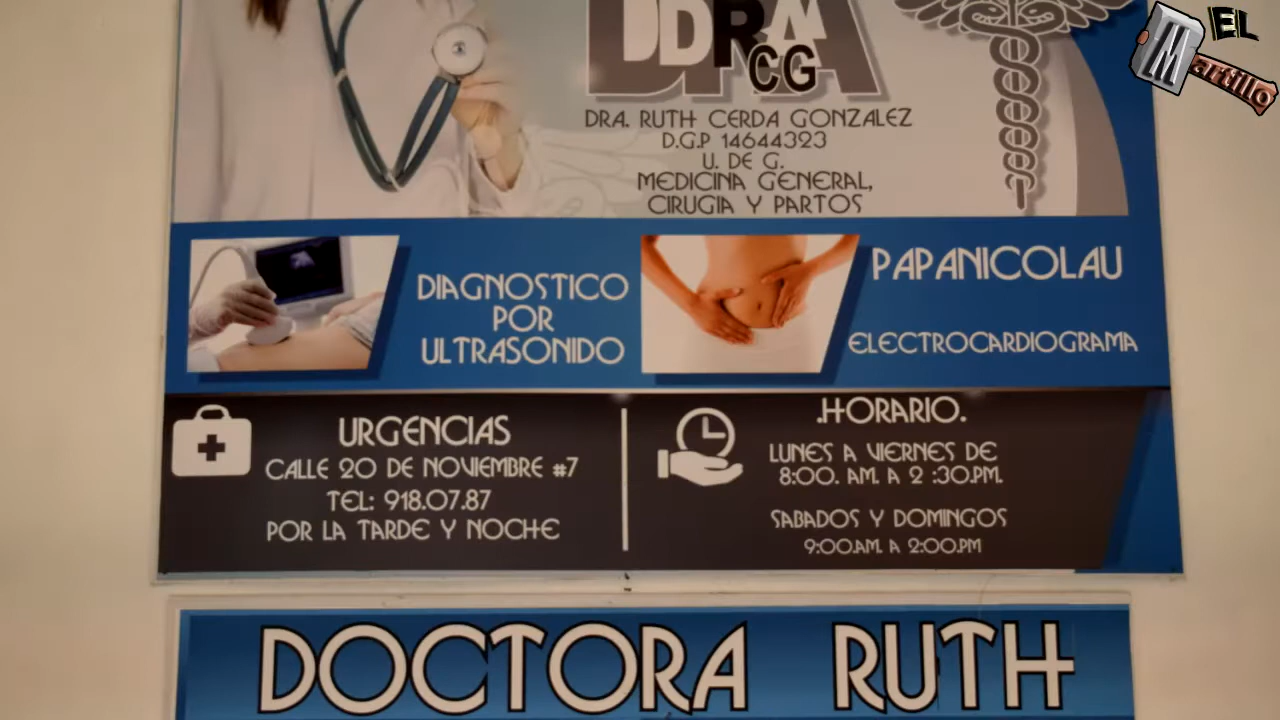 EL
Martillo
DDRA
CG
DRA. RUTH CERDA GONZALEZ
D.G.P 14644323
U. DE G.
MEDICINA GENERAL,
CIRUGIA Y PARTOS
DIAGNOSTICO
POR
ULTRASONIDO
PAPANICOLAU
ELECTROCARDIOGRAMA
URGENCIAS
CALLE 20 DE NOVIEMBRE #7
TEL: 918.07.87
POR LA TARDE Y NOCHE
.HORARIO.
LUNES A VIERNES DE
8:00. AM. A 2 :30.PM.
SABADOS Y DOMINGOS
9:00.AM. A 2:00.PM
DOCTORA RUTH